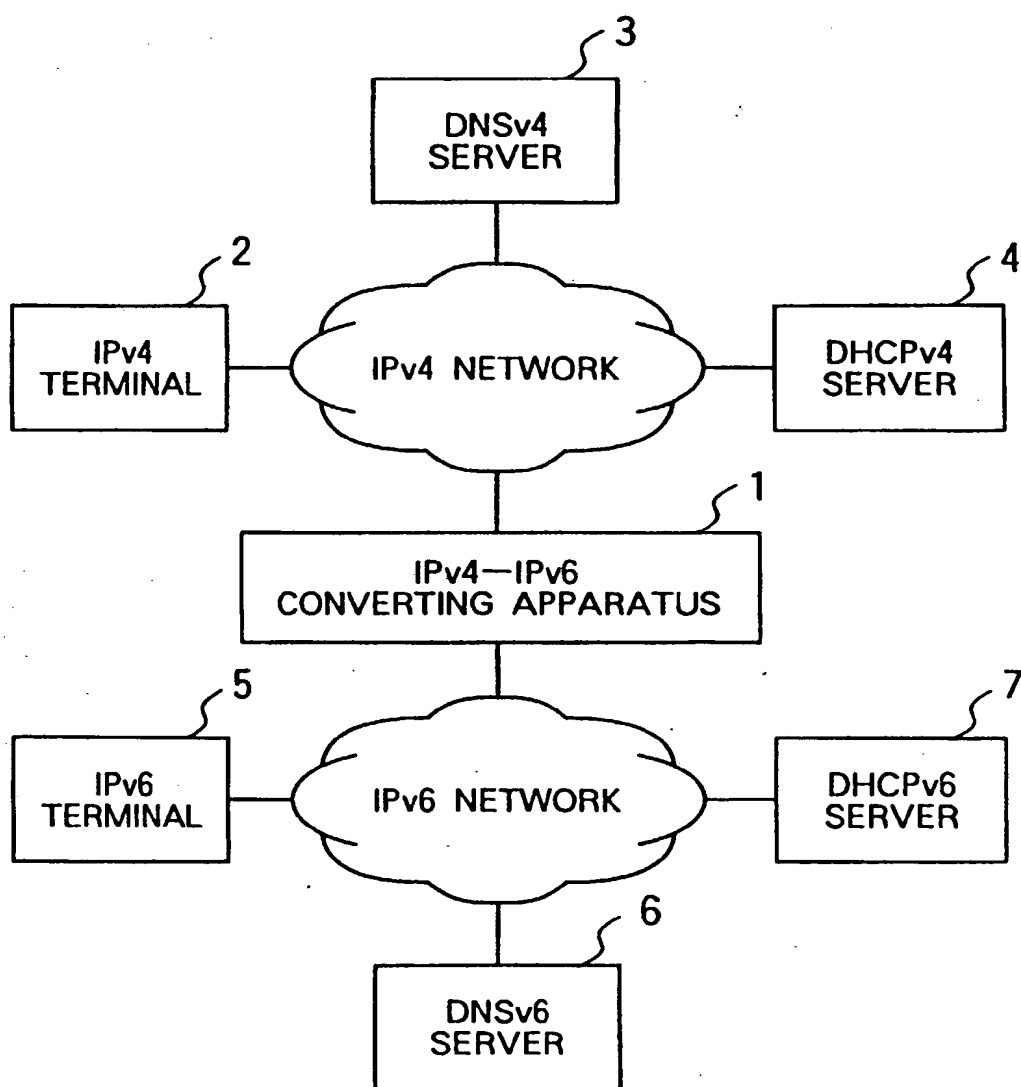 3
DNSv4
SERVER
2
4
IPv4
TERMINAL
IPv4 NETWORK
DHCPv4
SERVER
1
IPv4—IPv6
CONVERTING APPARATUS
5
7
IPv6
TERMINAL
IPv6 NETWORK
DHCPv6
SERVER
6
DNSv6
SERVER